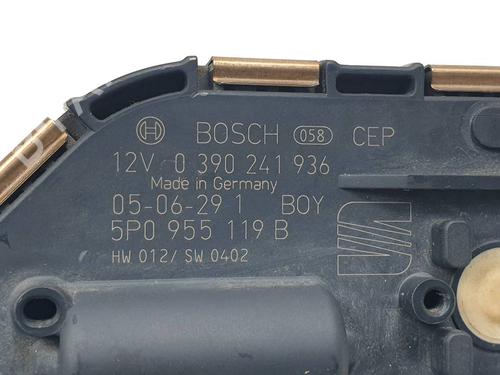 BOSCH 058 CEP
12V 0 390 241 936
Made in Germany
05-06-29 1 BOY
5P0 955 119 B
HW 012/ SW 0402